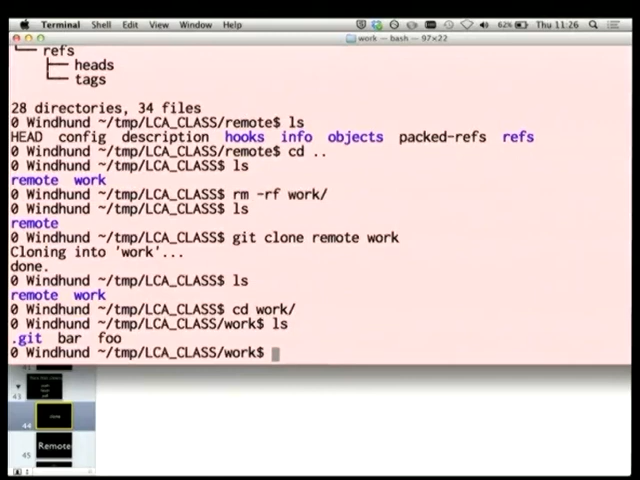 Terminal Shell Edit View Window Help 62% Thu 11:26
work — bash — 97×22
└── refs
├── heads
└── tags
28 directories, 34 files
0 Windhund ~/tmp/LCA_CLASS/remote$ ls
HEAD config description hooks info objects packed-refs refs
0 Windhund ~/tmp/LCA_CLASS/remote$ cd ..
0 Windhund ~/tmp/LCA_CLASS$ ls
remote work
0 Windhund ~/tmp/LCA_CLASS$ rm -rf work/
0 Windhund ~/tmp/LCA_CLASS$ ls
remote
0 Windhund ~/tmp/LCA_CLASS$ git clone remote work
Cloning into 'work'...
done.
0 Windhund ~/tmp/LCA_CLASS$ ls
remote work
0 Windhund ~/tmp/LCA_CLASS$ cd work/
0 Windhund ~/tmp/LCA_CLASS/work$ ls
.git bar foo
0 Windhund ~/tmp/LCA_CLASS/work$
43
clone
44
Remote
45